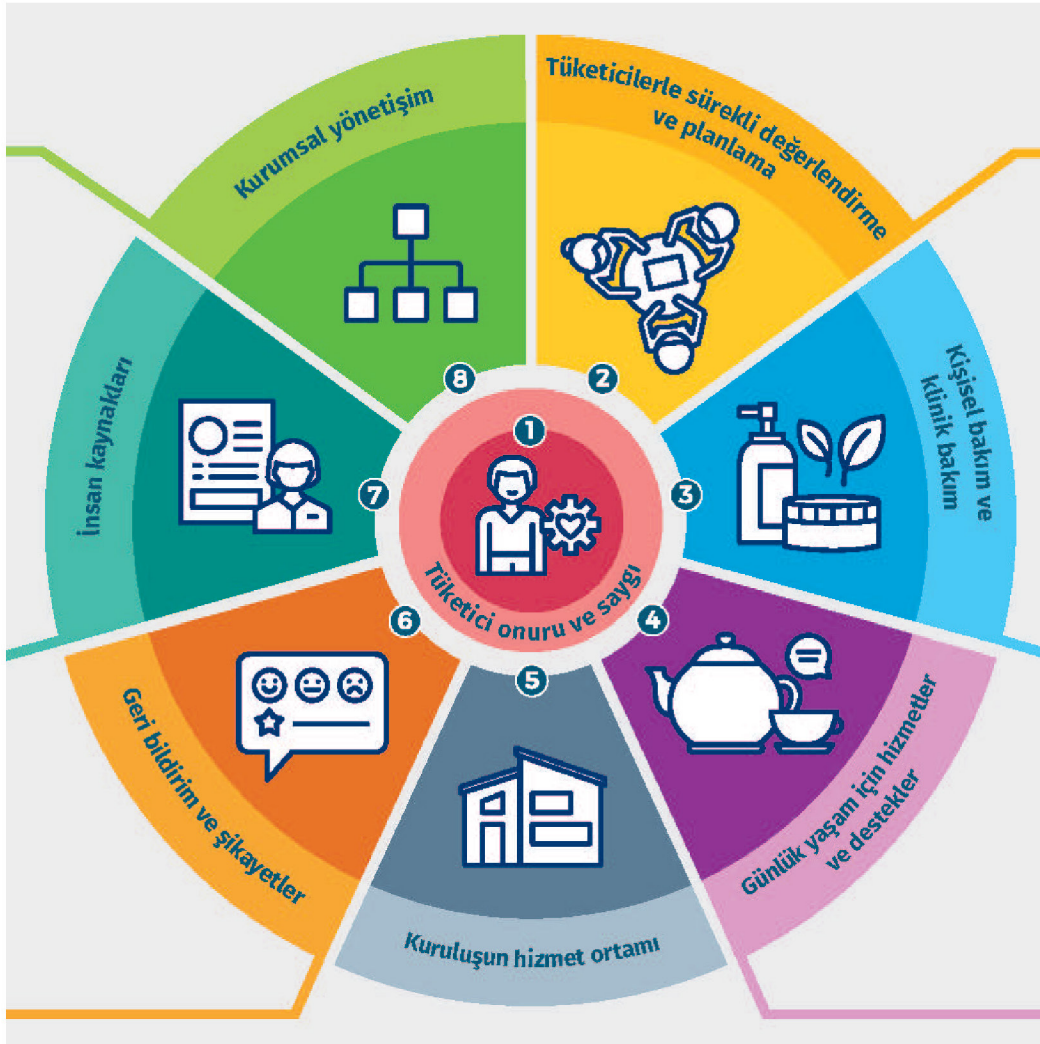 1
Tüketici onuru ve saygı
2
Tüketicilerle sürekli değerlendirme
ve planlama
3
Kişisel bakım ve
klinik bakım
4
Günlük yaşam için hizmetler
ve destekler
5
Kuruluşun hizmet ortamı
6
Geri bildirim ve şikayetler
7
İnsan kaynakları
8
Kurumsal yönetişim